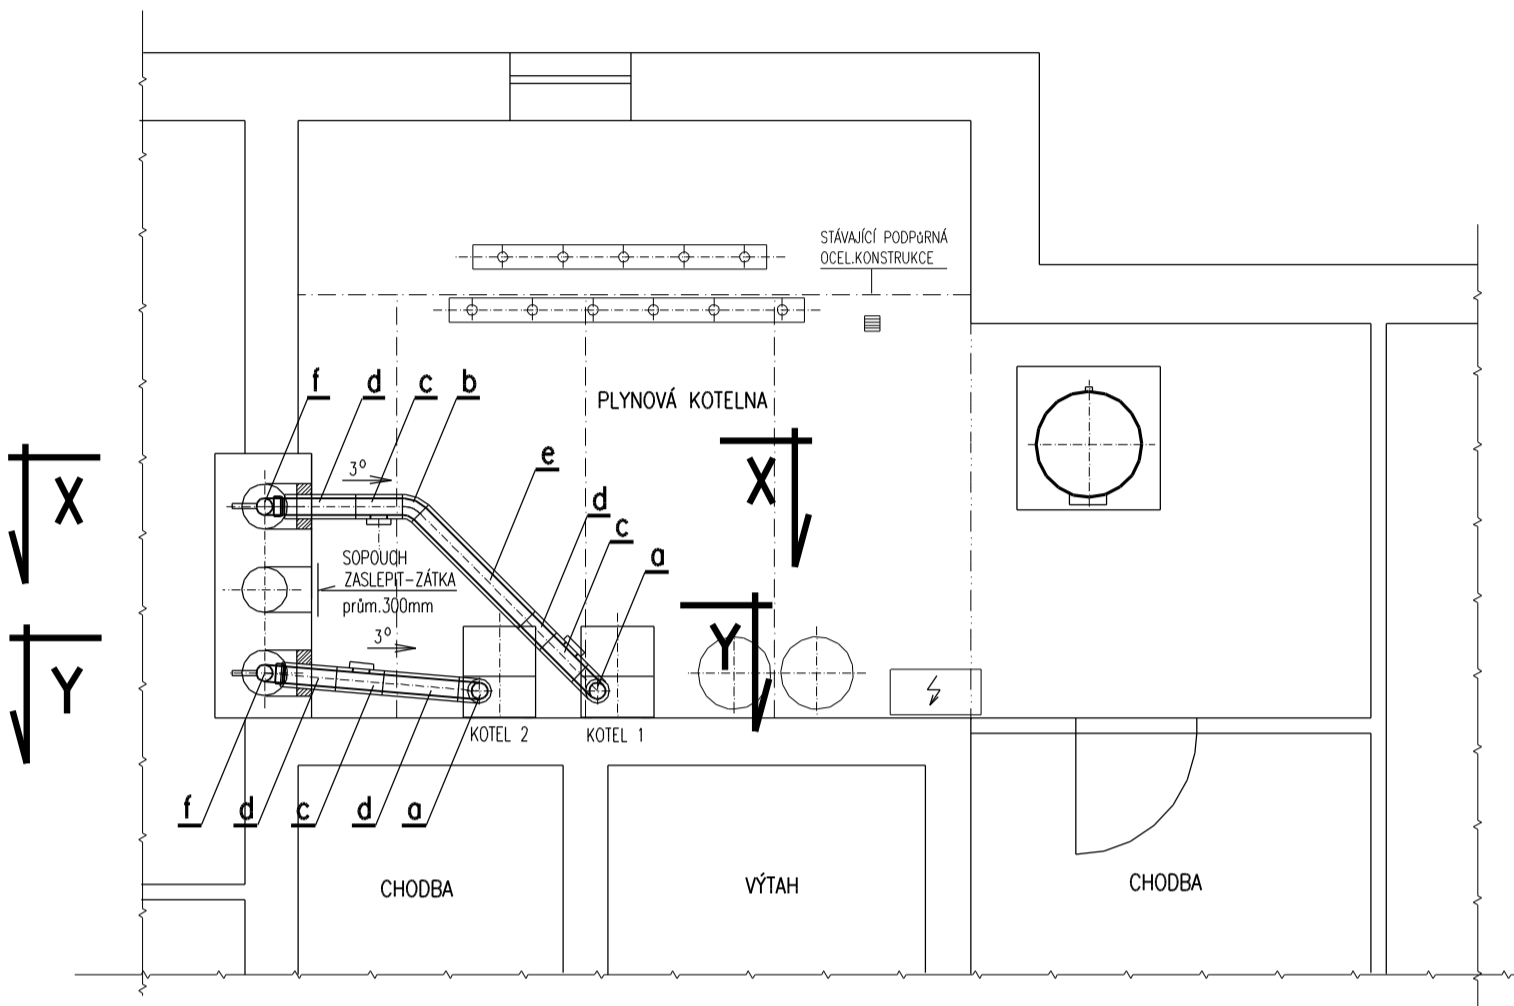 STÁVAJÍCÍ PODPůRNÁ
OCEL.KONSTRUKCE
f
d
c
b
PLYNOVÁ KOTELNA
e
X
X
3°
d
c
a
SOPOUCH
ZASLEPIT-ZÁTKA
prům.300mm
3°
Y
Y
KOTEL 2
KOTEL 1
f
d
c
d
a
CHODBA
VÝTAH
CHODBA